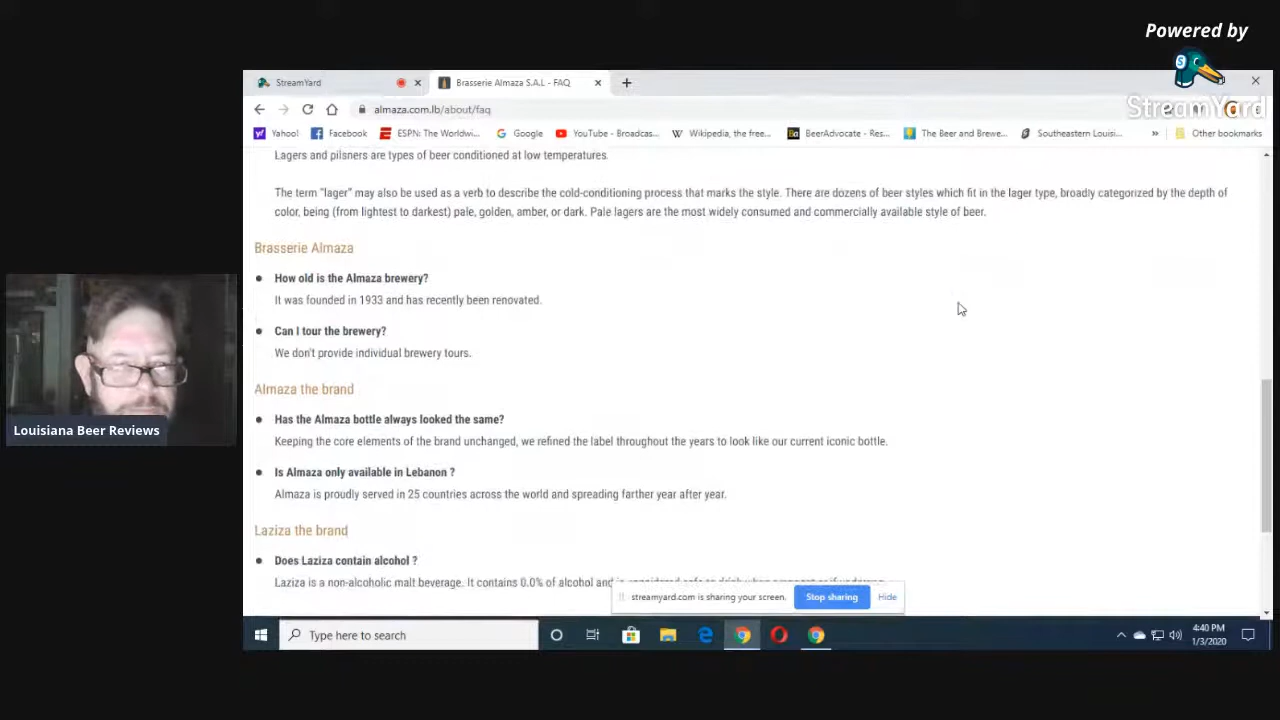 Powered by
StreamYard
StreamYard
Brasserie Almaza S.A.L - FAQ
almaza.com.lb/about/faq
Yahoo!
Facebook
ESPN: The Worldwi...
Google
YouTube - Broadcas...
Wikipedia, the free...
BeerAdvocate - Res...
The Beer and Brewe...
Southeastern Louisi...
»
Other bookmarks
Lagers and pilsners are types of beer conditioned at low temperatures.
The term "lager" may also be used as a verb to describe the cold-conditioning process that marks the style. There are dozens of beer styles which fit in the lager type, broadly categorized by the depth of
color, being (from lightest to darkest) pale, golden, amber, or dark. Pale lagers are the most widely consumed and commercially available style of beer.
Brasserie Almaza
How old is the Almaza brewery?
It was founded in 1933 and has recently been renovated.
Can I tour the brewery?
We don't provide individual brewery tours.
Almaza the brand
Has the Almaza bottle always looked the same?
Keeping the core elements of the brand unchanged, we refined the label throughout the years to look like our current iconic bottle.
Is Almaza only available in Lebanon ?
Almaza is proudly served in 25 countries across the world and spreading farther year after year.
Laziza the brand
Does Laziza contain alcohol ?
Laziza is a non-alcoholic malt beverage. It contains 0.0% of alcohol and
streamyard.com is sharing your screen.
Stop sharing
Hide
Louisiana Beer Reviews
Type here to search
4:40 PM
1/3/2020